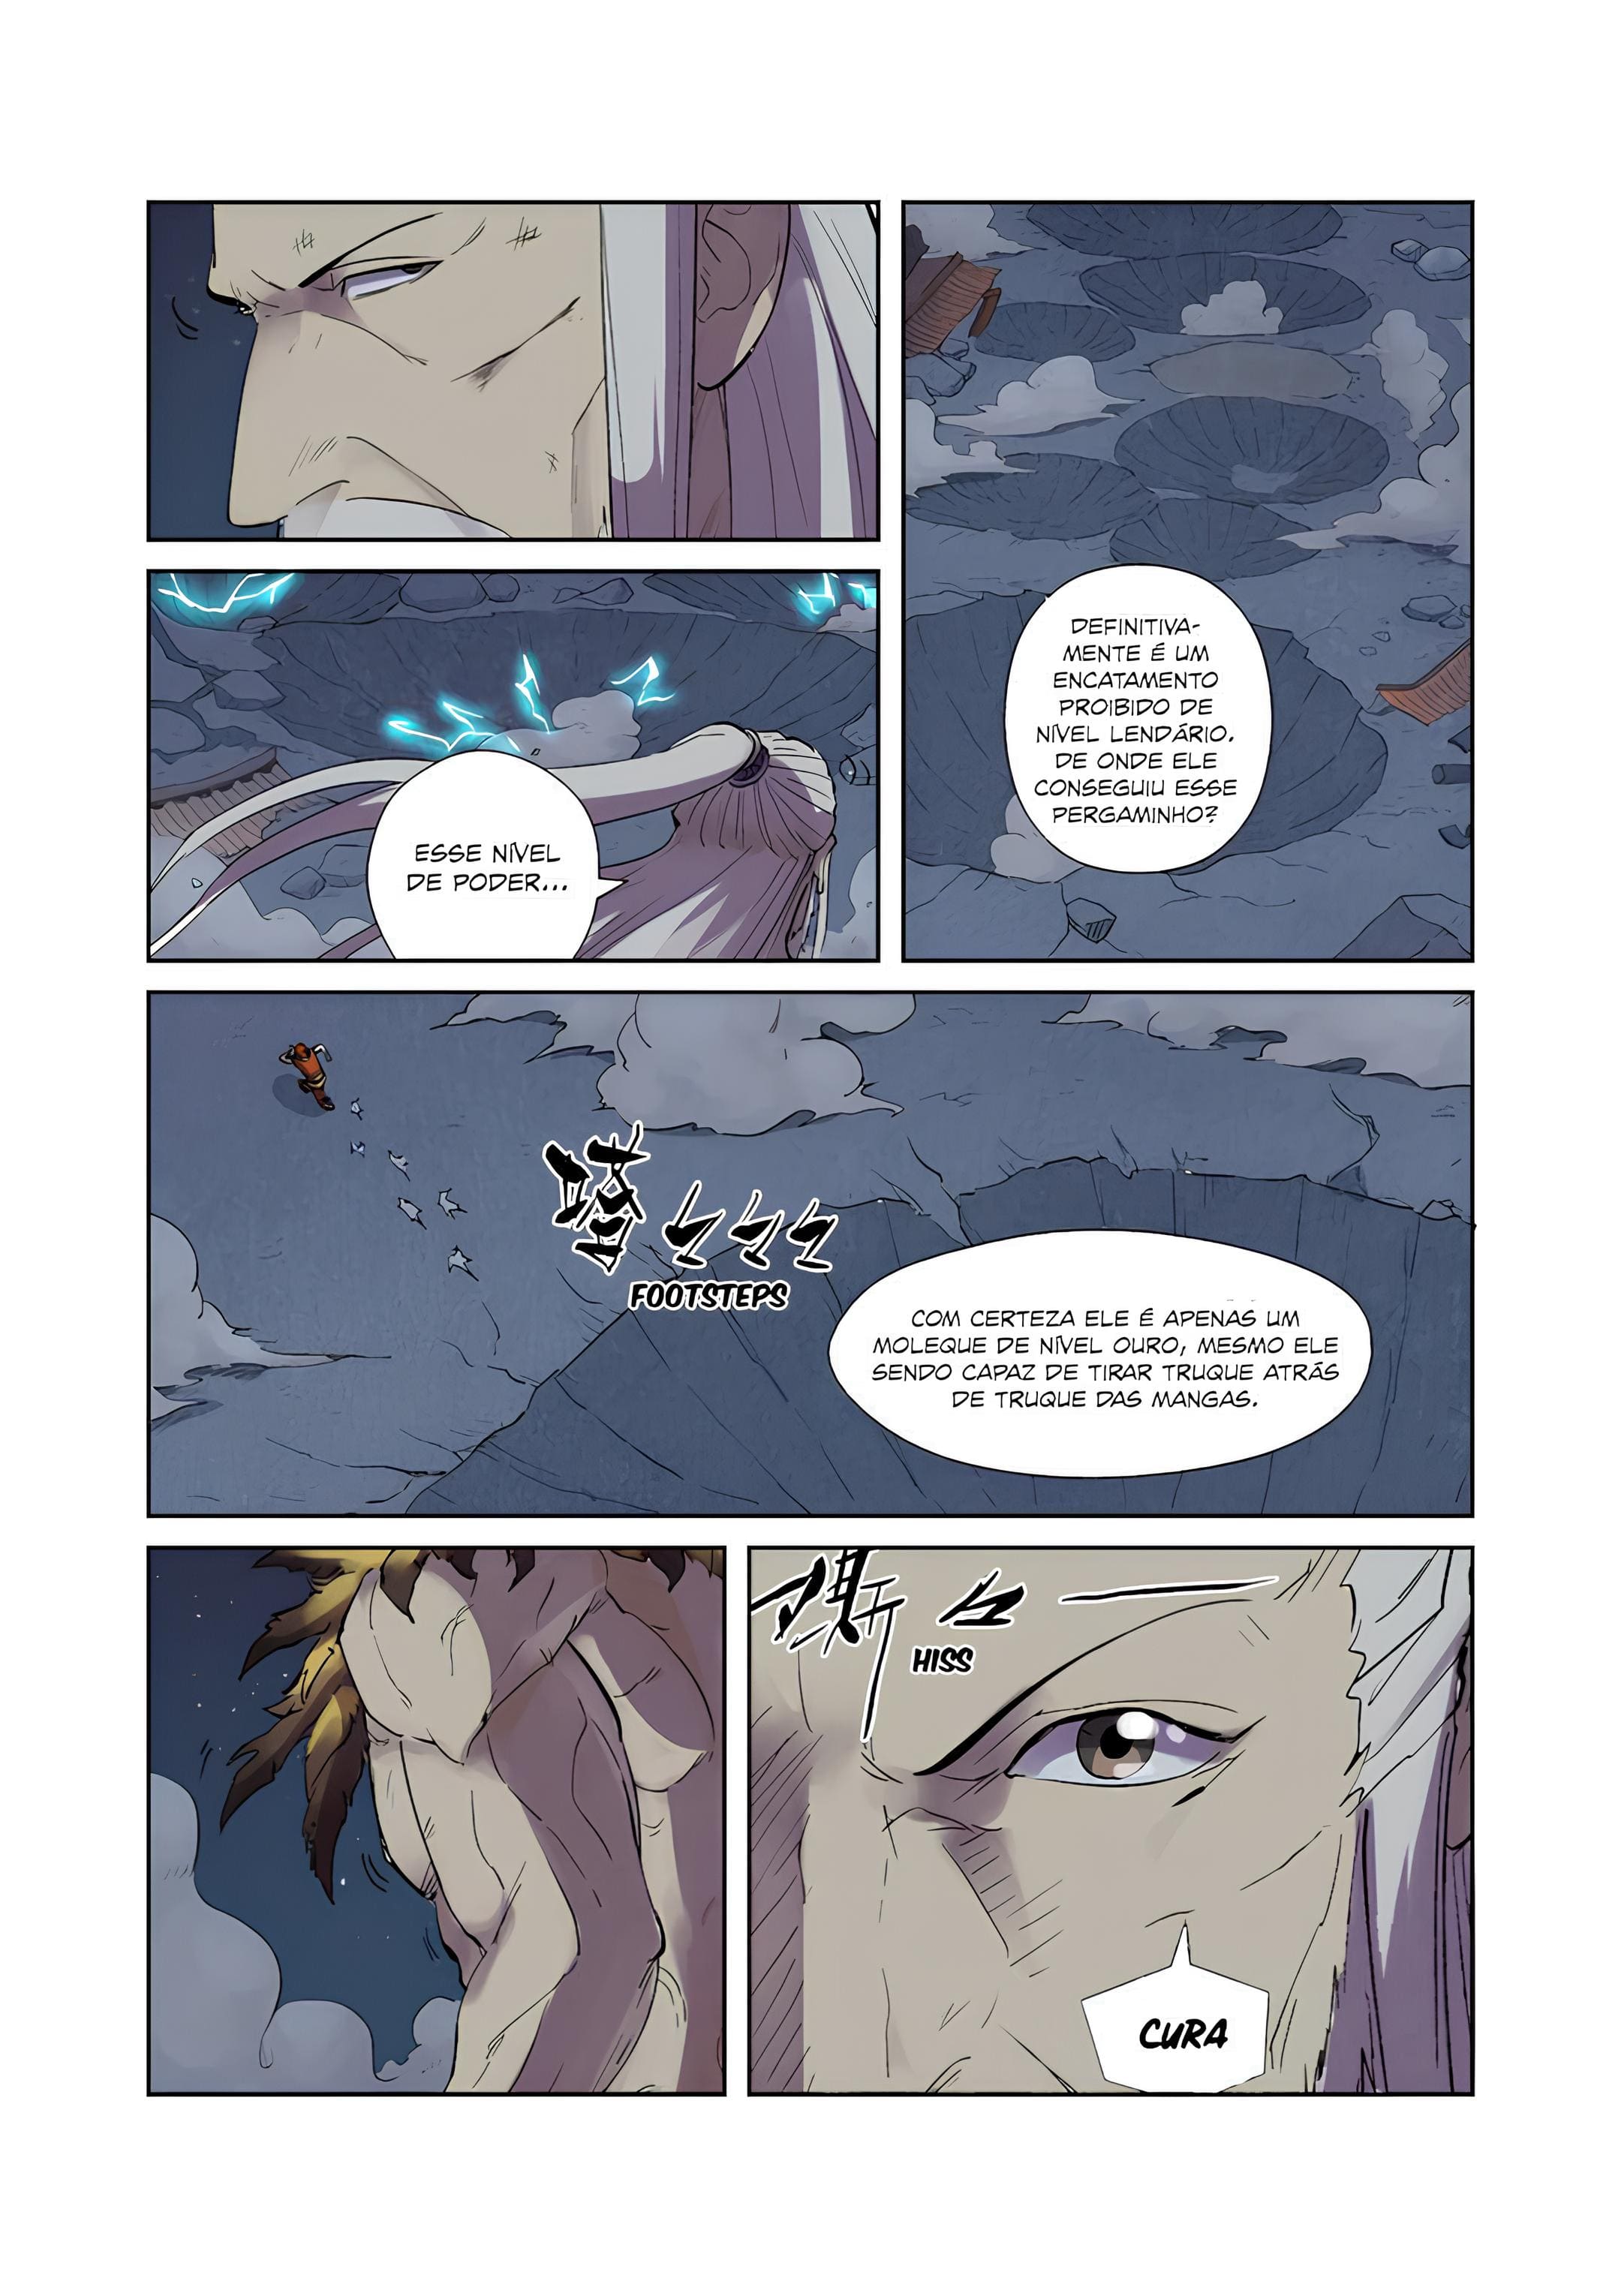 ESSE NÍVEL
DE PODER...
DEFINITIVA-
MENTE É UM
ENCATAMENTO
PROIBIDO DE
NÍVEL LENDÁRIO.
DE ONDE ELE
CONSEGUIU ESSE
PERGAMINHO?
嗒
FOOTSTEPS
COM CERTEZA ELE É APENAS UM
MOLEQUE DE NÍVEL OURO, MESMO ELE
SENDO CAPAZ DE TIRAR TRUQUE ATRÁS
DE TRUQUE DAS MANGAS.
嘶
HISS
CURA